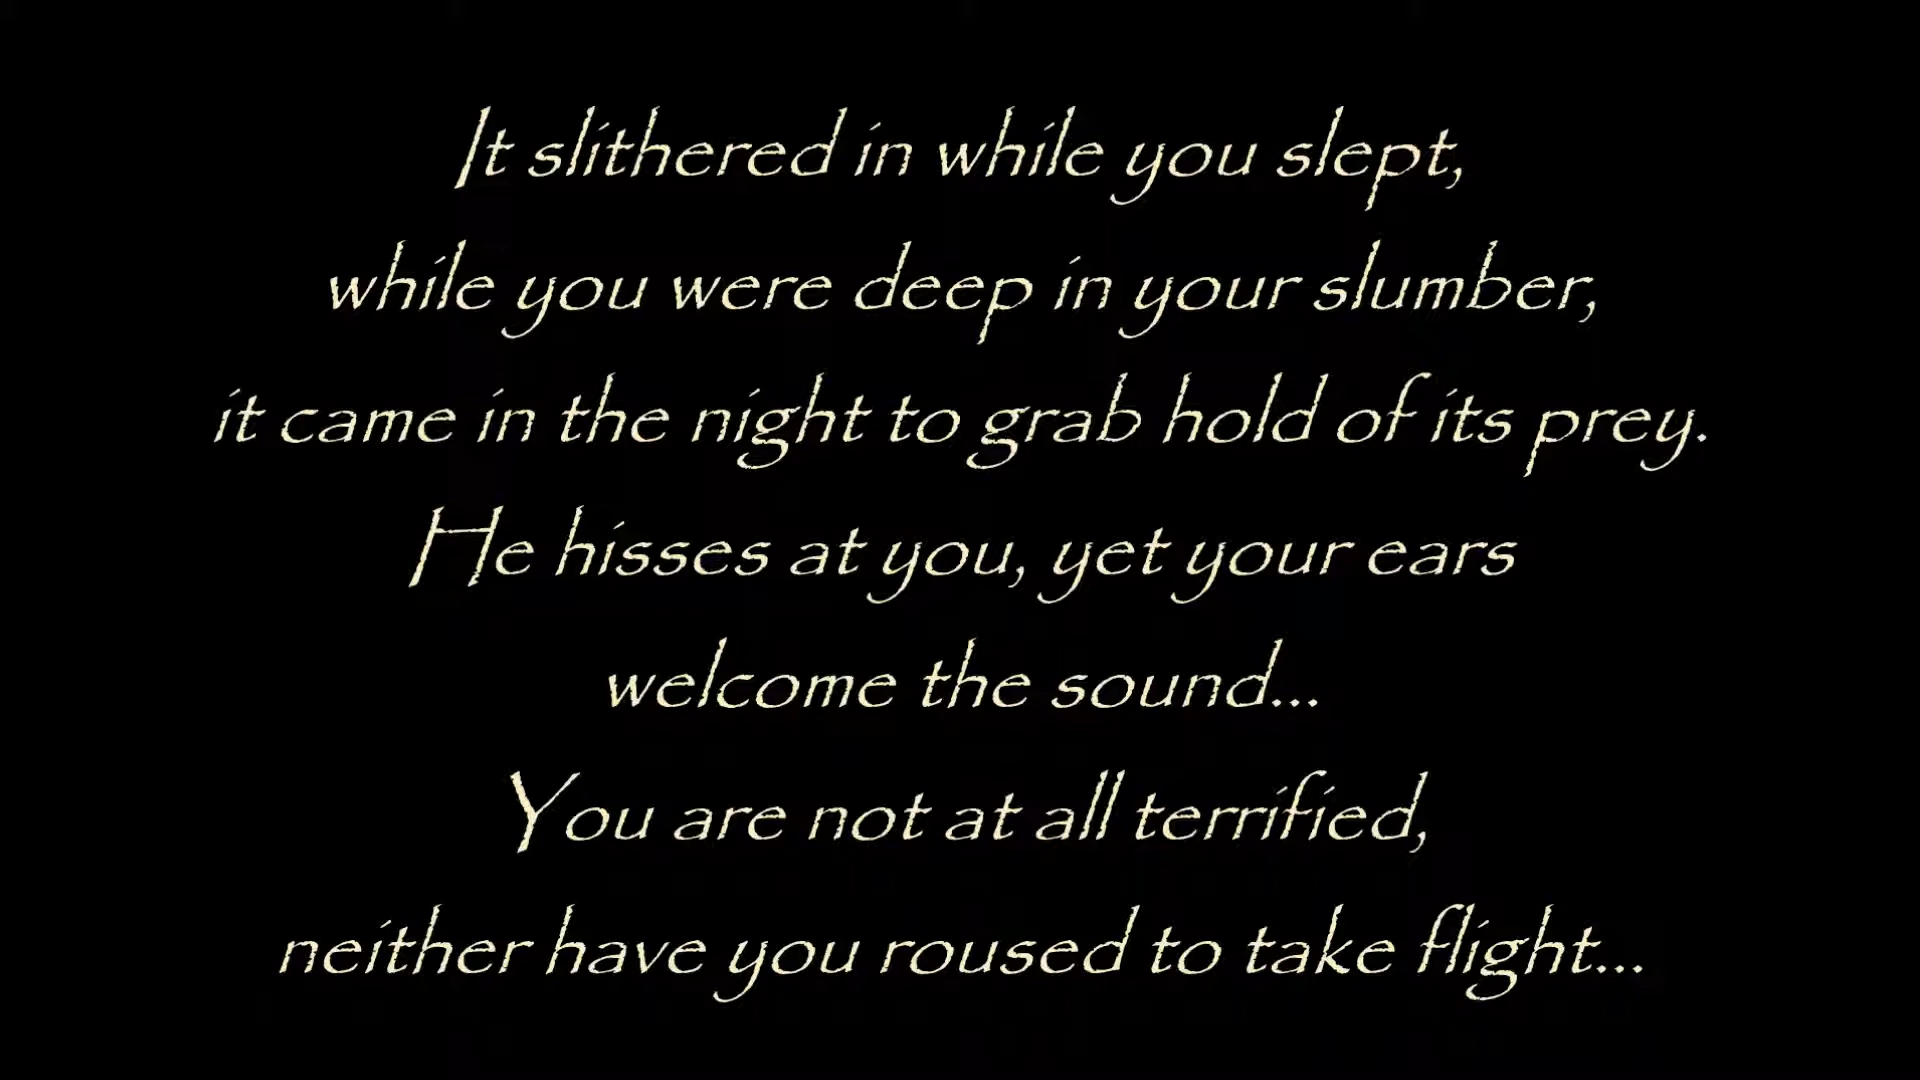 It slithered in while you slept,
while you were deep in your slumber,
it came in the night to grab hold of its prey.
He hisses at you, yet your ears
welcome the sound...
You are not at all terrified,
neither have you roused to take flight...